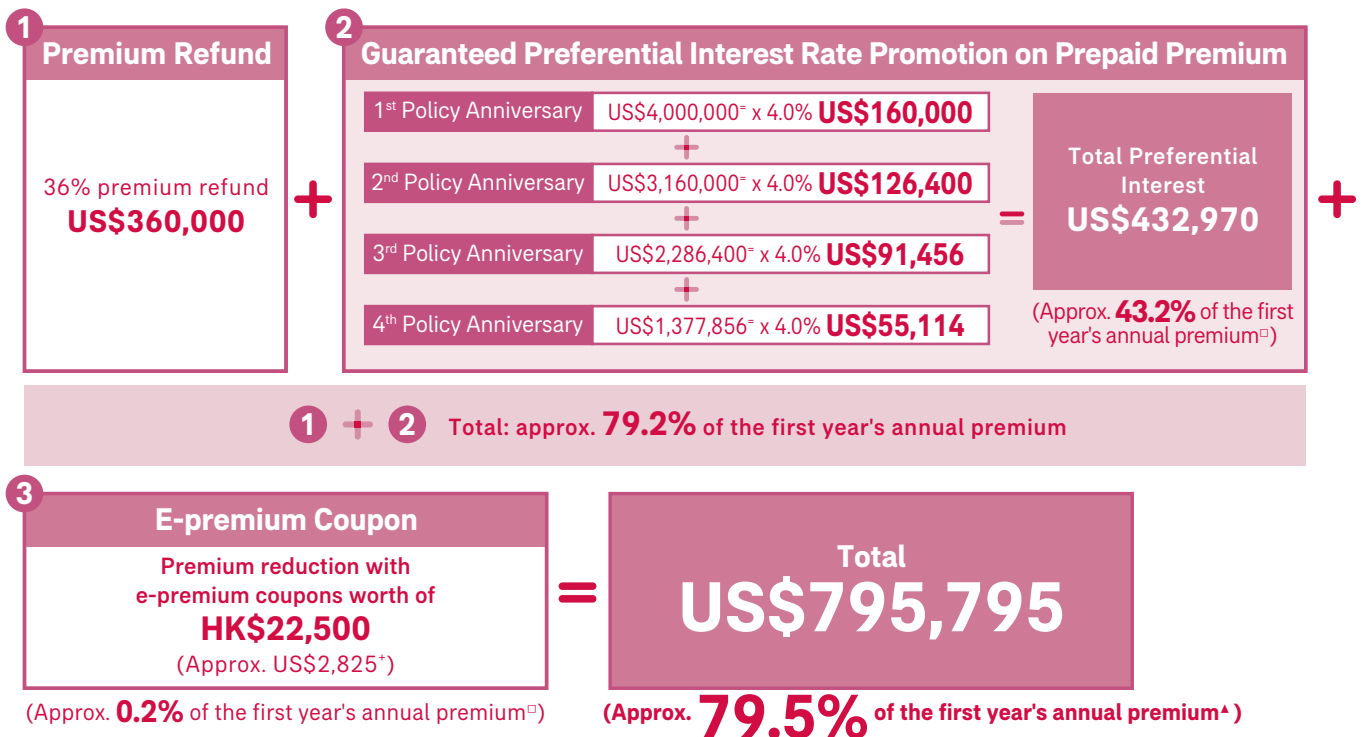 1
Premium Refund
36% premium refund
US$360,000
+
2
Guaranteed Preferential Interest Rate Promotion on Prepaid Premium
1st Policy Anniversary US$4,000,000= x 4.0% US$160,000
+
2nd Policy Anniversary US$3,160,000= x 4.0% US$126,400
+
3rd Policy Anniversary US$2,286,400= x 4.0% US$91,456
+
4th Policy Anniversary US$1,377,856= x 4.0% US$55,114
=
Total Preferential
Interest
US$432,970
(Approx. 43.2% of the first
year's annual premium□)
+
1 + 2 Total: approx. 79.2% of the first year's annual premium
3
E-premium Coupon
Premium reduction with
e-premium coupons worth of
HK$22,500
(Approx. US$2,825+)
(Approx. 0.2% of the first year's annual premium□)
=
Total
US$795,795
(Approx. 79.5% of the first year's annual premium▲)